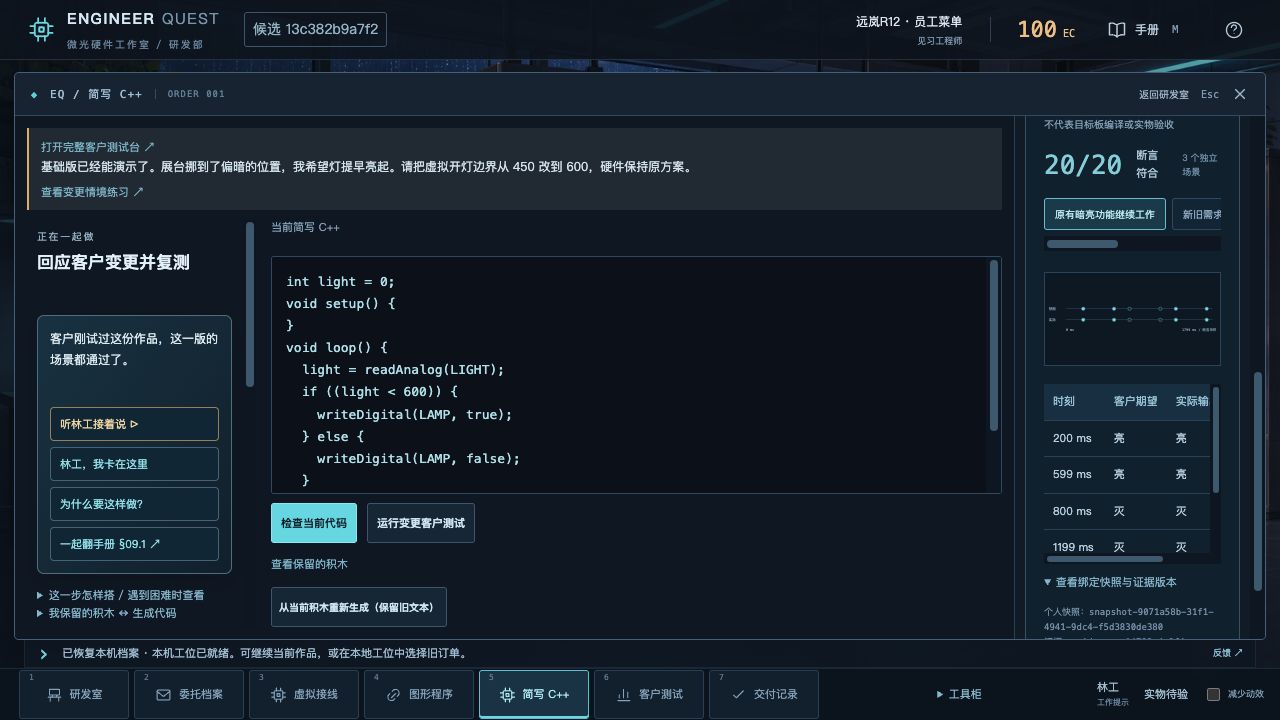 ENGINEER QUEST
微光硬件工作室 / 研发部
候选 13c382b9a7f2
远岚R12 · 员工菜单
见习工程师
100 EC
手册 M
EQ / 简写 C++
ORDER 001
返回研发室 Esc
打开完整客户测试台 ↗
基础版已经能演示了。展台挪到了偏暗的位置，我希望灯提早亮起。请把虚拟开灯边界从 450 改到 600，硬件保持原方案。
查看变更情境练习 ↗
正在一起做
回应客户变更并复测
客户刚试过这份作品，这一版的
场景都通过了。
听林工接着说 ▷
林工，我卡在这里
为什么要这样做？
一起翻手册 §09.1 ↗
▶ 这一步怎样搭 / 遇到困难时查看
▶ 我保留的积木 ↔ 生成代码
当前简写 C++
int light = 0;
void setup() {
}
void loop() {
light = readAnalog(LIGHT);
if ((light < 600)) {
writeDigital(LAMP, true);
} else {
writeDigital(LAMP, false);
}
检查当前代码
运行变更客户测试
查看保留的积木
从当前积木重新生成（保留旧文本）
不代表目标板编译或实物验收
20/20
断言
符合
3 个独立
场景
原有暗亮功能继续工作
新旧需求
时刻 客户期望 实际输
200 ms 亮 亮
599 ms 亮 亮
800 ms 灭 灭
1199 ms 灭 灭
▼ 查看绑定快照与证据版本
个人快照: snapshot-9071a58b-31f1-
4941-9dc4-f5d3830de380
已恢复本机档案 · 本机工位已就绪。可继续当前作品，或在本地工位中选择旧订单。
反馈 ↗
1 研发室
2 委托档案
3 虚拟接线
4 图形程序
5 简写 C++
6 客户测试
7 交付记录
▶ 工具柜
林工
工作提示
实物待验
减少动效